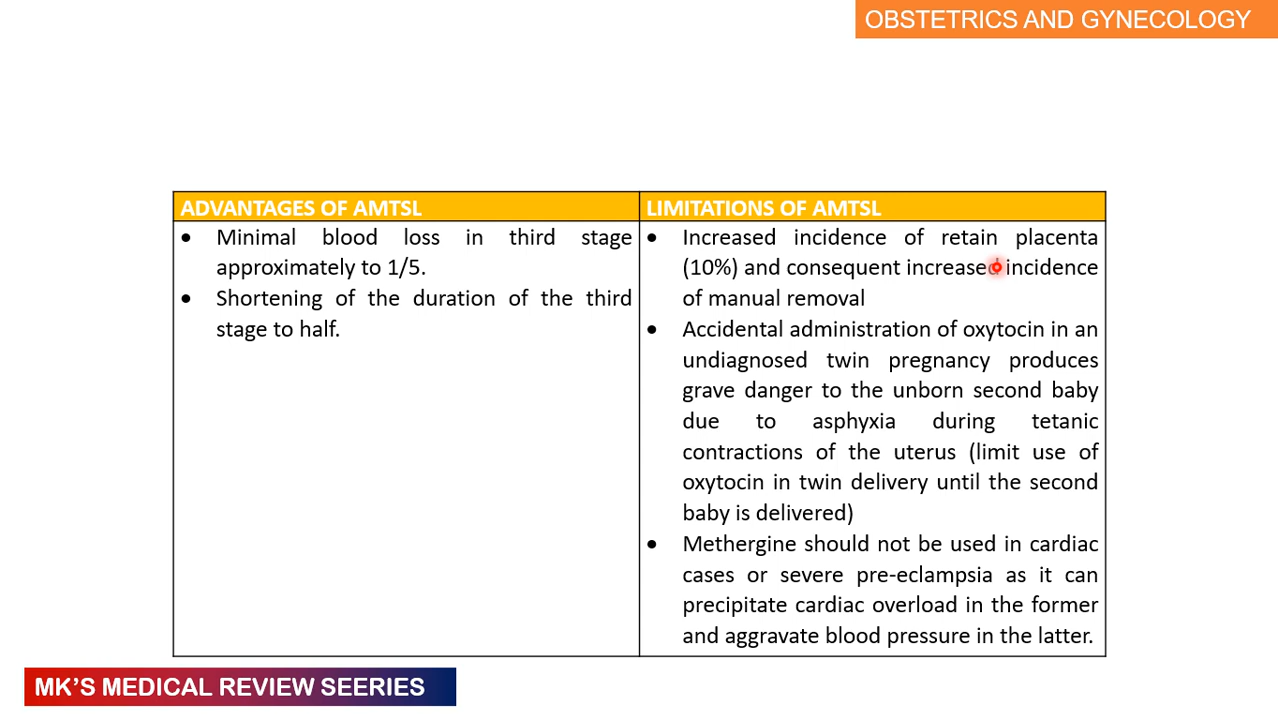 OBSTETRICS AND GYNECOLOGY
ADVANTAGES OF AMTSL
• Minimal blood loss in third stage
approximately to 1/5.
• Shortening of the duration of the third
stage to half.
LIMITATIONS OF AMTSL
• Increased incidence of retain placenta
(10%) and consequent increased incidence
of manual removal
• Accidental administration of oxytocin in an
undiagnosed twin pregnancy produces
grave danger to the unborn second baby
due to asphyxia during tetanic
contractions of the uterus (limit use of
oxytocin in twin delivery until the second
baby is delivered)
• Methergine should not be used in cardiac
cases or severe pre-eclampsia as it can
precipitate cardiac overload in the former
and aggravate blood pressure in the latter.
MK'S MEDICAL REVIEW SEERIES